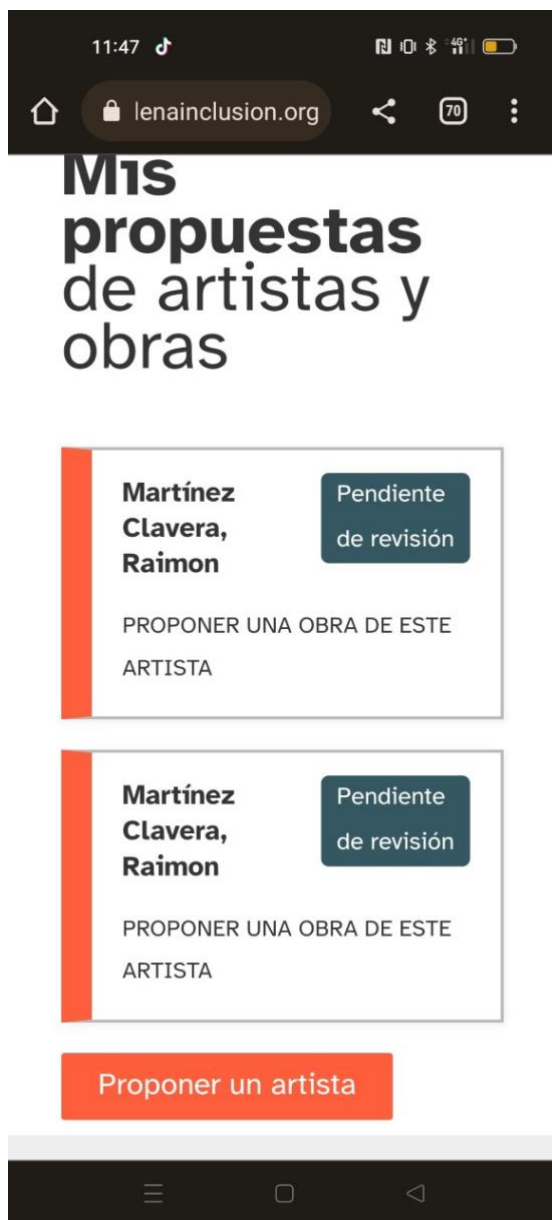 11:47
4G+
lenainclusion.org
70
Mis
propuestas
de artistas y
obras
Martínez
Clavera,
Raimon
Pendiente
de revisión
PROPONER UNA OBRA DE ESTE
ARTISTA
Martínez
Clavera,
Raimon
Pendiente
de revisión
PROPONER UNA OBRA DE ESTE
ARTISTA
Proponer un artista